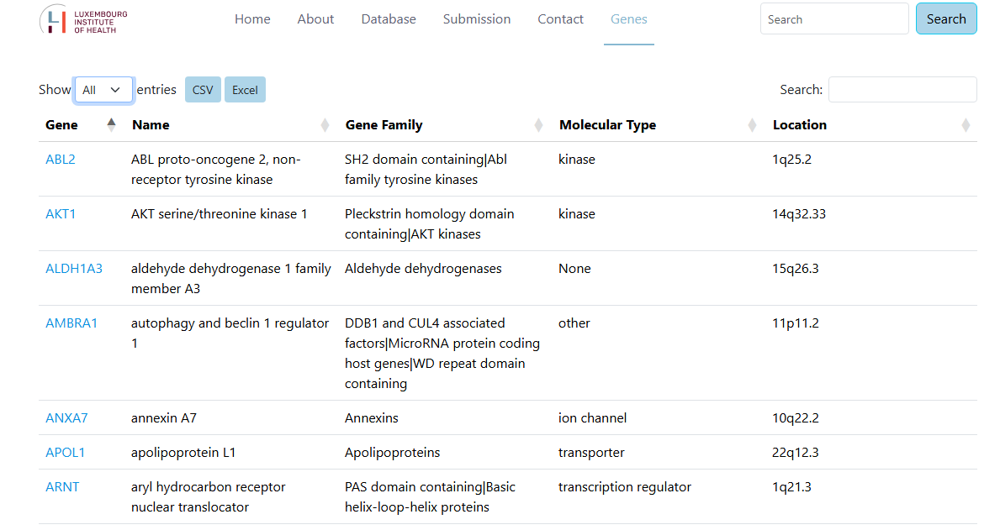 LUXEMBOURG
INSTITUTE
OF HEALTH
Home About Database Submission Contact Genes Search Search
Show All entries CSV Excel Search:
Gene Name Gene Family Molecular Type Location
ABL2 ABL proto-oncogene 2, non- SH2 domain containing|Abl kinase 1q25.2
receptor tyrosine kinase family tyrosine kinases
AKT1 AKT serine/threonine kinase 1 Pleckstrin homology domain kinase 14q32.33
containing|AKT kinases
ALDH1A3 aldehyde dehydrogenase 1 family Aldehyde dehydrogenases None 15q26.3
member A3
AMBRA1 autophagy and beclin 1 regulator DDB1 and CUL4 associated other 11p11.2
1 factors|MicroRNA protein coding
host genes|WD repeat domain
containing
ANXA7 annexin A7 Annexins ion channel 10q22.2
APOL1 apolipoprotein L1 Apolipoproteins transporter 22q12.3
ARNT aryl hydrocarbon receptor PAS domain containing|Basic transcription regulator 1q21.3
nuclear translocator helix-loop-helix proteins